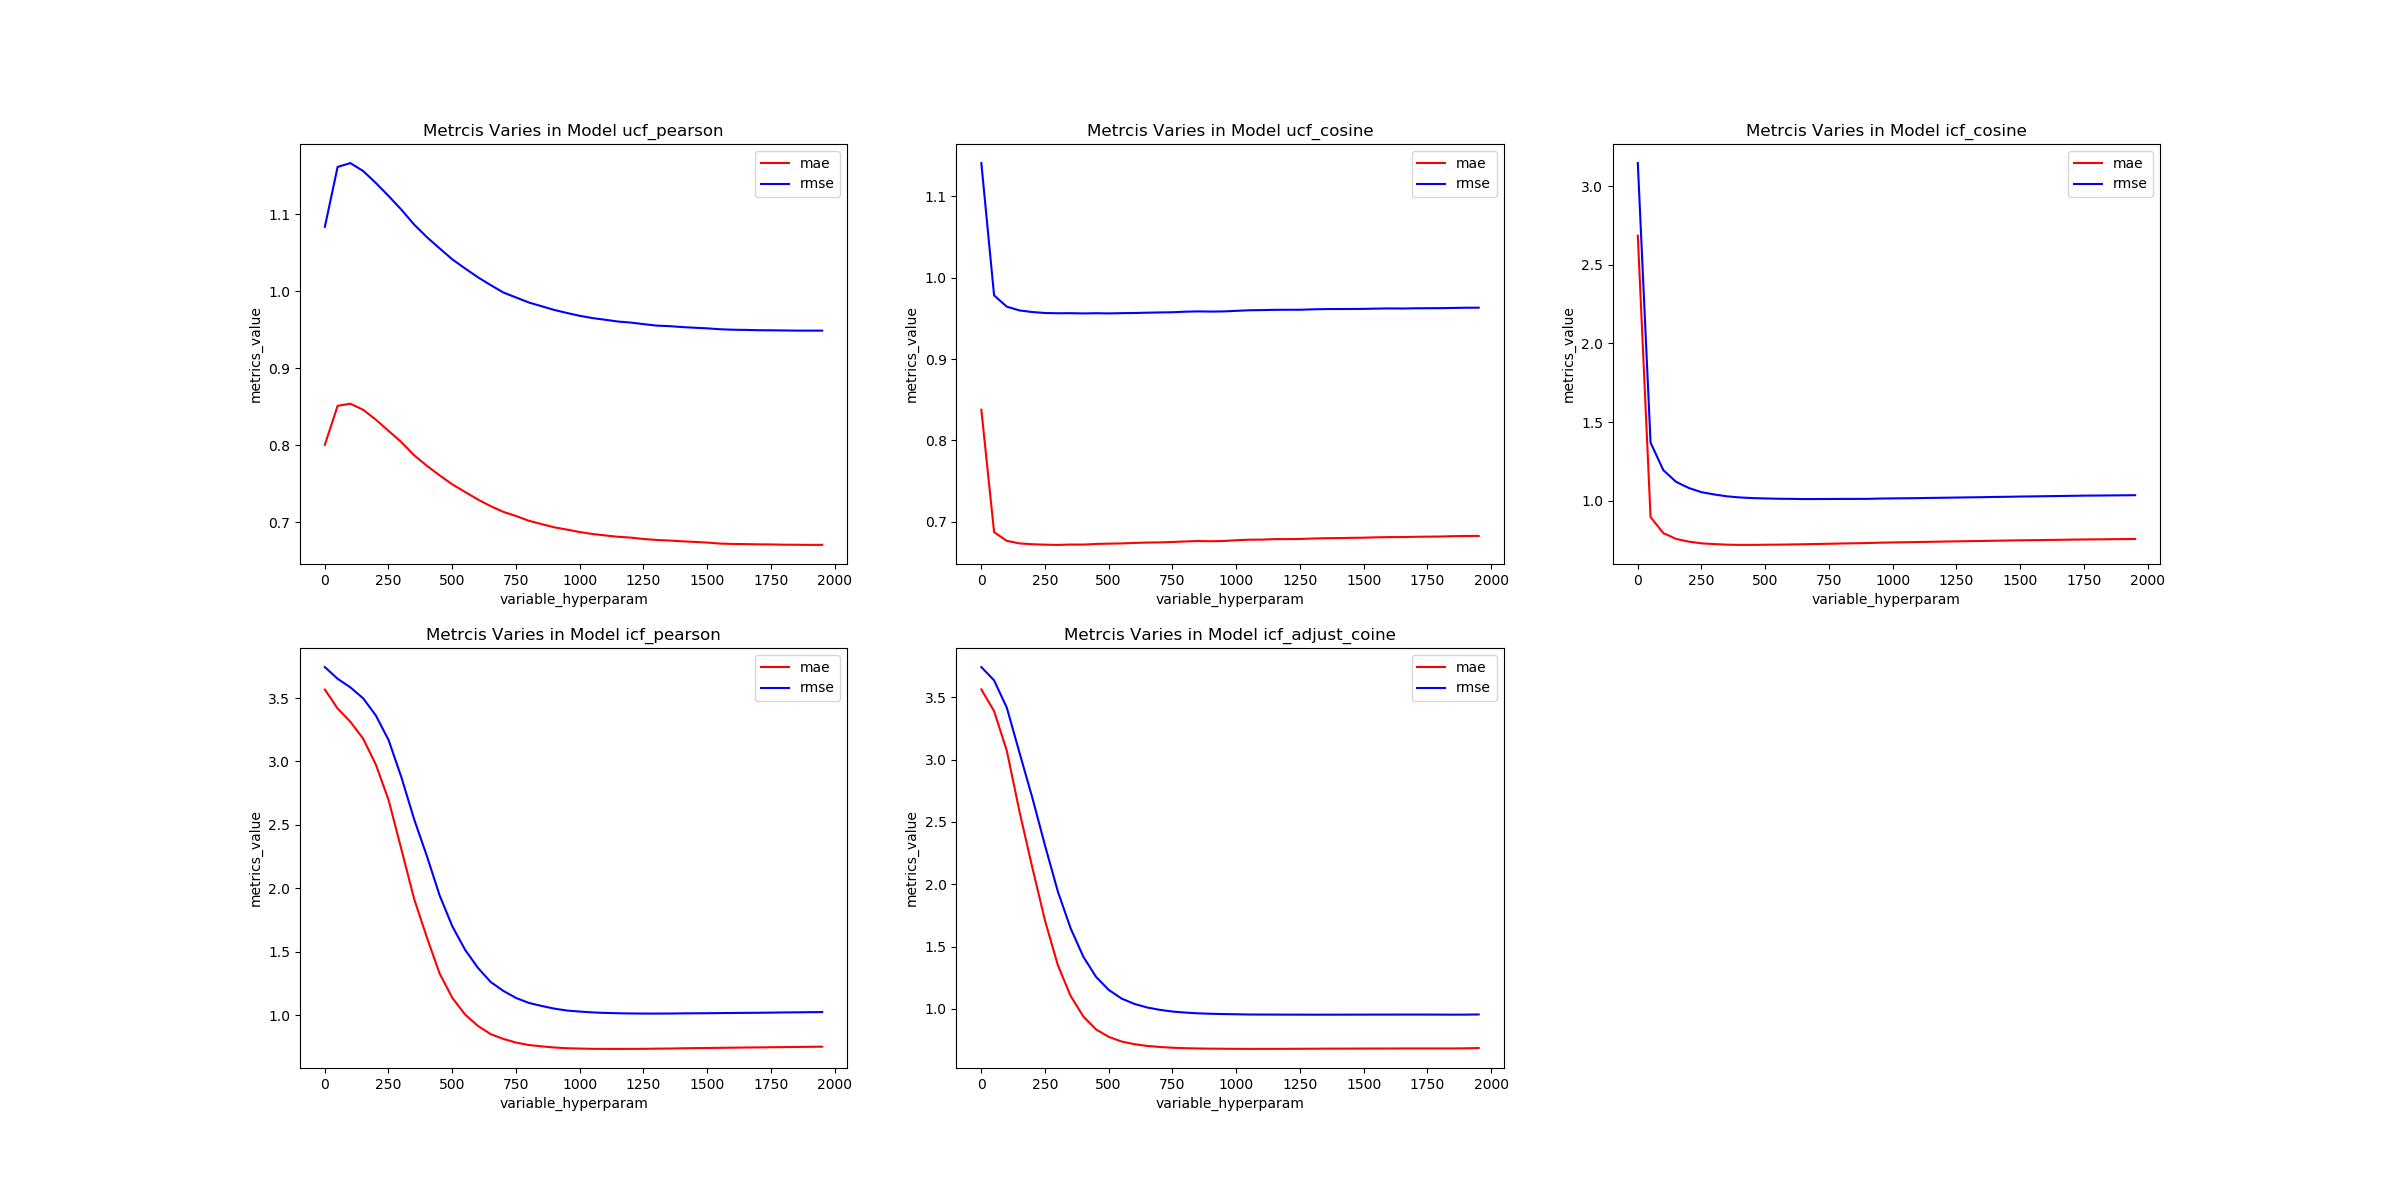 Metrcis Varies in Model ucf_pearson
mae
rmse
metrics_value
1.1
1.0
0.9
0.8
0.7
0 250 500 750 1000 1250 1500 1750 2000
variable_hyperparam
Metrcis Varies in Model ucf_cosine
mae
rmse
metrics_value
1.1
1.0
0.9
0.8
0.7
0 250 500 750 1000 1250 1500 1750 2000
variable_hyperparam
Metrcis Varies in Model icf_cosine
mae
rmse
metrics_value
3.0
2.5
2.0
1.5
1.0
0 250 500 750 1000 1250 1500 1750 2000
variable_hyperparam
Metrcis Varies in Model icf_pearson
mae
rmse
metrics_value
3.5
3.0
2.5
2.0
1.5
1.0
0 250 500 750 1000 1250 1500 1750 2000
variable_hyperparam
Metrcis Varies in Model icf_adjust_coine
mae
rmse
metrics_value
3.5
3.0
2.5
2.0
1.5
1.0
0 250 500 750 1000 1250 1500 1750 2000
variable_hyperparam